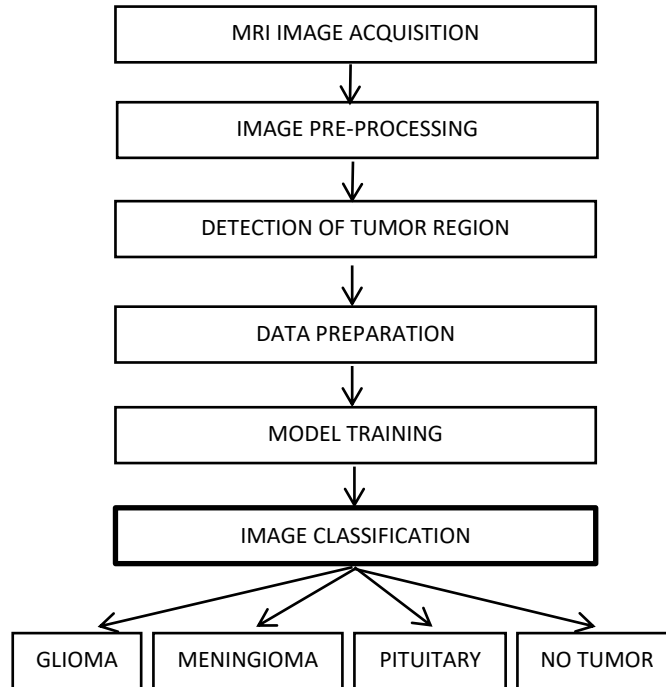 MRI IMAGE ACQUISITION
IMAGE PRE-PROCESSING
DETECTION OF TUMOR REGION
DATA PREPARATION
MODEL TRAINING
IMAGE CLASSIFICATION
GLIOMA
MENINGIOMA
PITUITARY
NO TUMOR